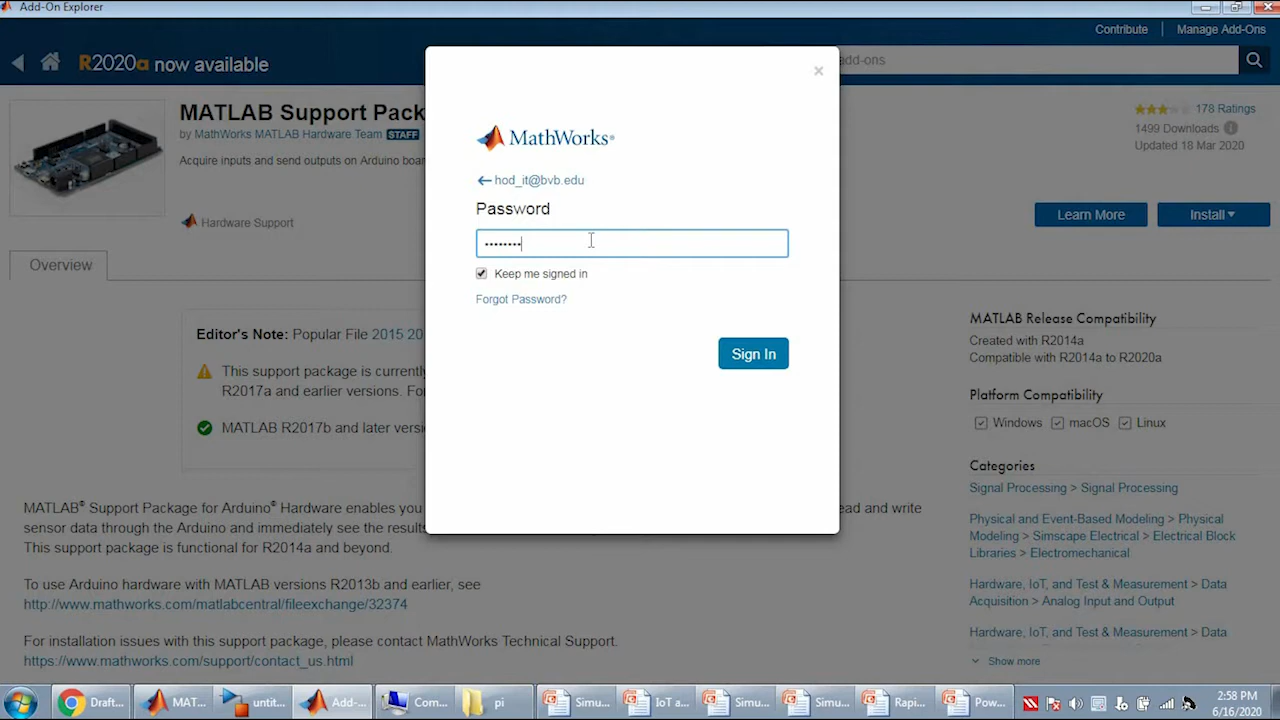 Add-On Explorer
Contribute
Manage Add-Ons
R2020a now available
add-ons
MATLAB Support Pack
by MathWorks MATLAB Hardware Team STAFF
Acquire inputs and send outputs on Arduino boar
Hardware Support
178 Ratings
1499 Downloads
Updated 18 Mar 2020
Learn More
Install
Overview
MathWorks®
hod_it@bvb.edu
Password
••••••••
Keep me signed in
Forgot Password?
Sign In
Editor's Note: Popular File 2015 20
This support package is currently
R2017a and earlier versions. For
MATLAB R2017b and later versi
MATLAB® Support Package for Arduino® Hardware enables you
ead and write
sensor data through the Arduino and immediately see the results
This support package is functional for R2014a and beyond.
To use Arduino hardware with MATLAB versions R2013b and earlier, see
http://www.mathworks.com/matlabcentral/fileexchange/32374
For installation issues with this support package, please contact MathWorks Technical Support.
https://www.mathworks.com/support/contact_us.html
MATLAB Release Compatibility
Created with R2014a
Compatible with R2014a to R2020a
Platform Compatibility
Windows
macOS
Linux
Categories
Signal Processing > Signal Processing
Physical and Event-Based Modeling > Physical
Modeling > Simscape Electrical > Electrical Block
Libraries > Electromechanical
Hardware, IoT, and Test & Measurement > Data
Acquisition > Analog Input and Output
Hardware, IoT, and Test & Measurement > Data
Show more
Draft...
MAT...
untit...
Add-...
Com...
pi
Simu...
IoT a...
Simu...
Simu...
Rapi...
Pow...
2:58 PM
6/16/2020